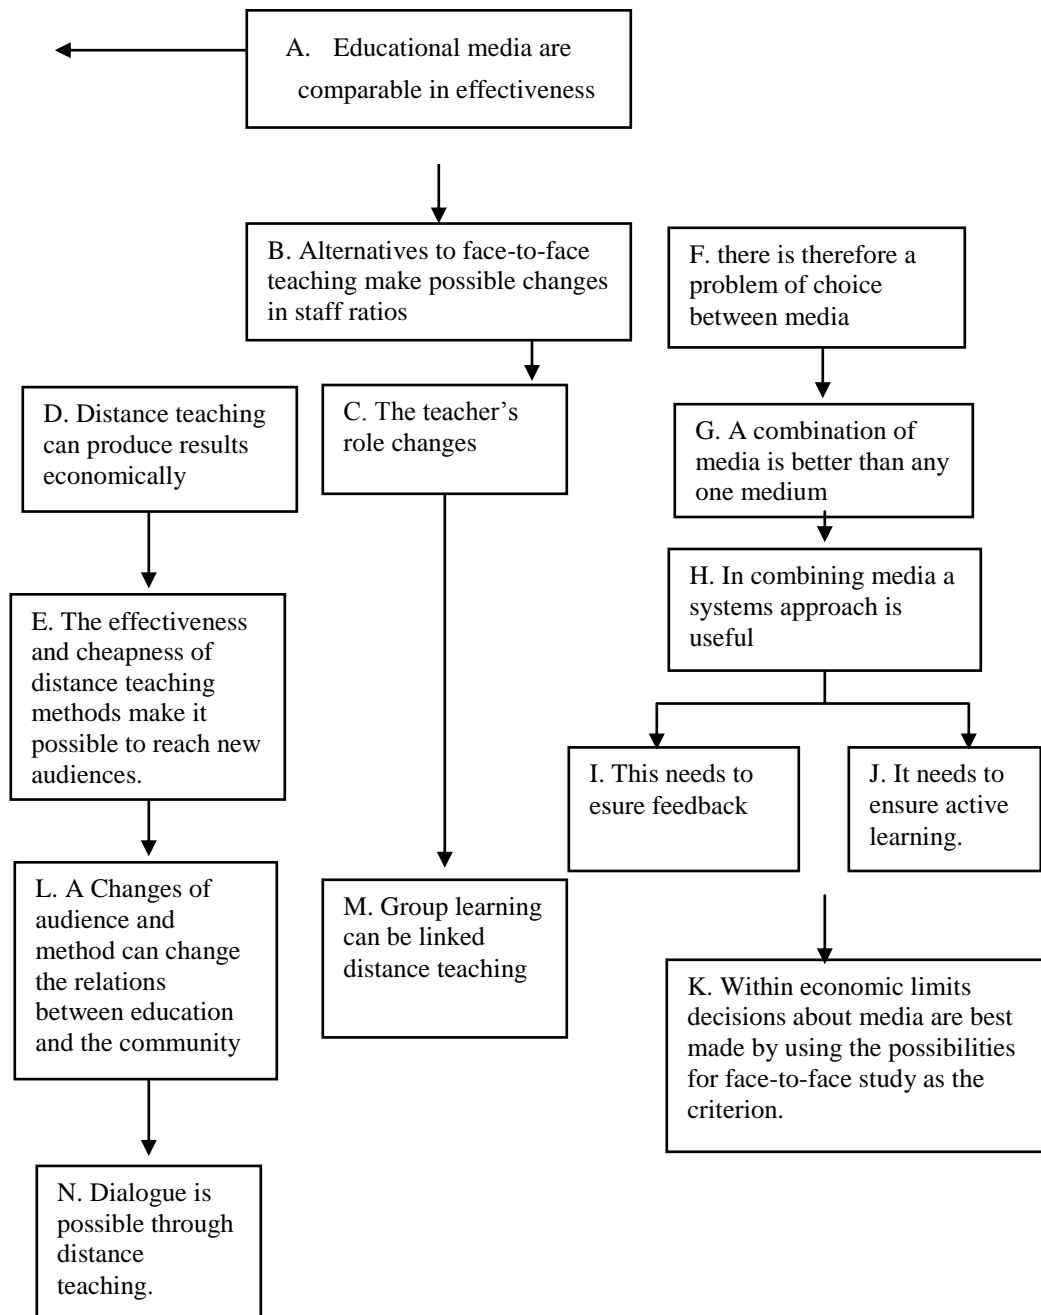 A. Educational media are
comparable in effectiveness
B. Alternatives to face-to-face
teaching make possible changes
in staff ratios
F. there is therefore a
problem of choice
between media
D. Distance teaching
can produce results
economically
C. The teacher’s
role changes
G. A combination of
media is better than any
one medium
H. In combining media a
systems approach is
useful
E. The effectiveness
and cheapness of
distance teaching
methods make it
possible to reach new
audiences.
I. This needs to
esure feedback
J. It needs to
ensure active
learning.
L. A Changes of
audience and
method can change
the relations
between education
and the community
M. Group learning
can be linked
distance teaching
K. Within economic limits
decisions about media are best
made by using the possibilities
for face-to-face study as the
criterion.
N. Dialogue is
possible through
distance
teaching.